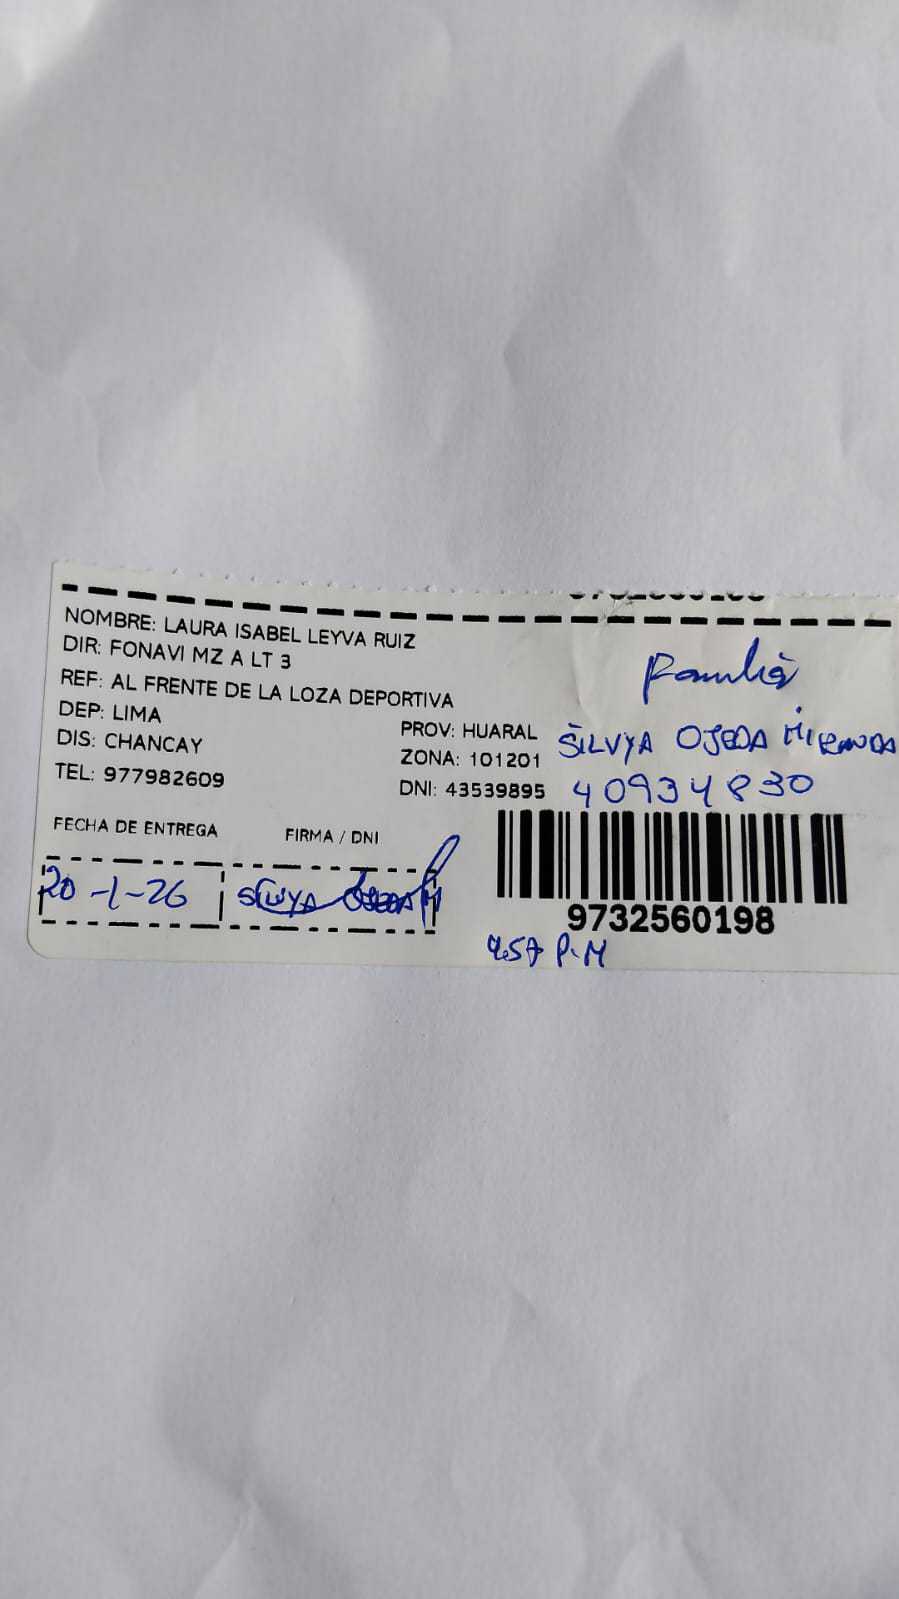 NOMBRE: LAURA ISABEL LEYVA RUIZ
DIR: FONAVI MZ A LT 3
REF: AL FRENTE DE LA LOZA DEPORTIVA
DEP: LIMA
PROV: HUARAL
DIS: CHANCAY
ZONA: 101201
TEL: 977982609
DNI: 43539895
Familia
SILVYA OJEDA MIRANDA
40934830
FECHA DE ENTREGA
FIRMA / DNI
20-1-26
SILVYA OJEDA M
9732560198
P.M